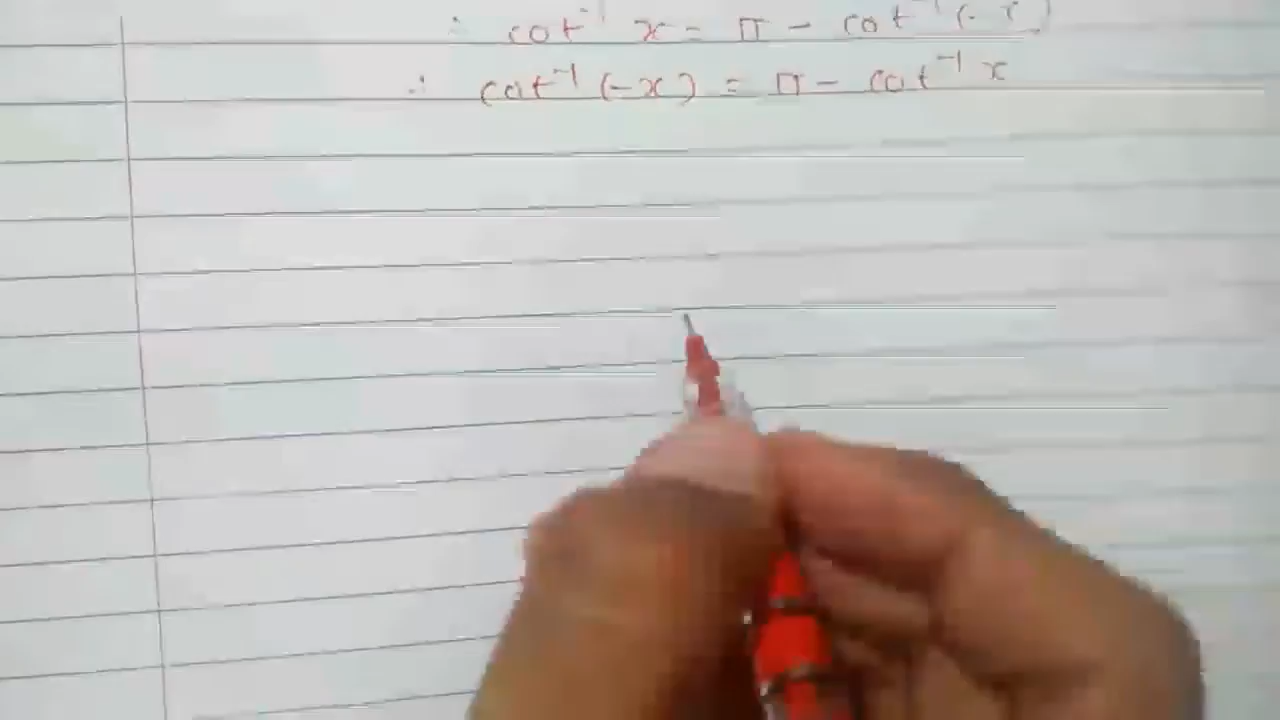 ∴ cot⁻¹ x = π - cot⁻¹ (-x)
∴ cot⁻¹ (-x) = π - cot⁻¹ x